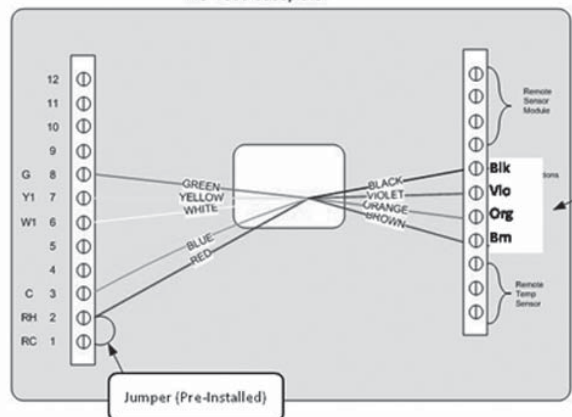 12
11
10
9
G 8
Y1 7
W1 6
5
4
C 3
RH 2
RC 1
GREEN
YELLOW
WHITE
BLUE
RED
BLACK
VIOLET
ORANGE
BROWN
Remote
Sensor
Module
Blk
Vio
Org
Brn
Remote
Temp
Sensor
Jumper (Pre-Installed)